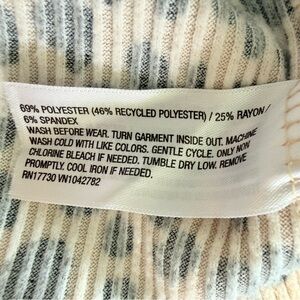 69% POLYESTER (46% RECYCLED POLYESTER) / 25% RAYON /
6% SPANDEX
WASH BEFORE WEAR. TURN GARMENT INSIDE OUT. MACHINE
WASH COLD WITH LIKE COLORS. GENTLE CYCLE. ONLY NON
CHLORINE BLEACH IF NEEDED. TUMBLE DRY LOW. REMOVE
PROMPTLY. COOL IRON IF NEEDED.
RN17730 VN1042782